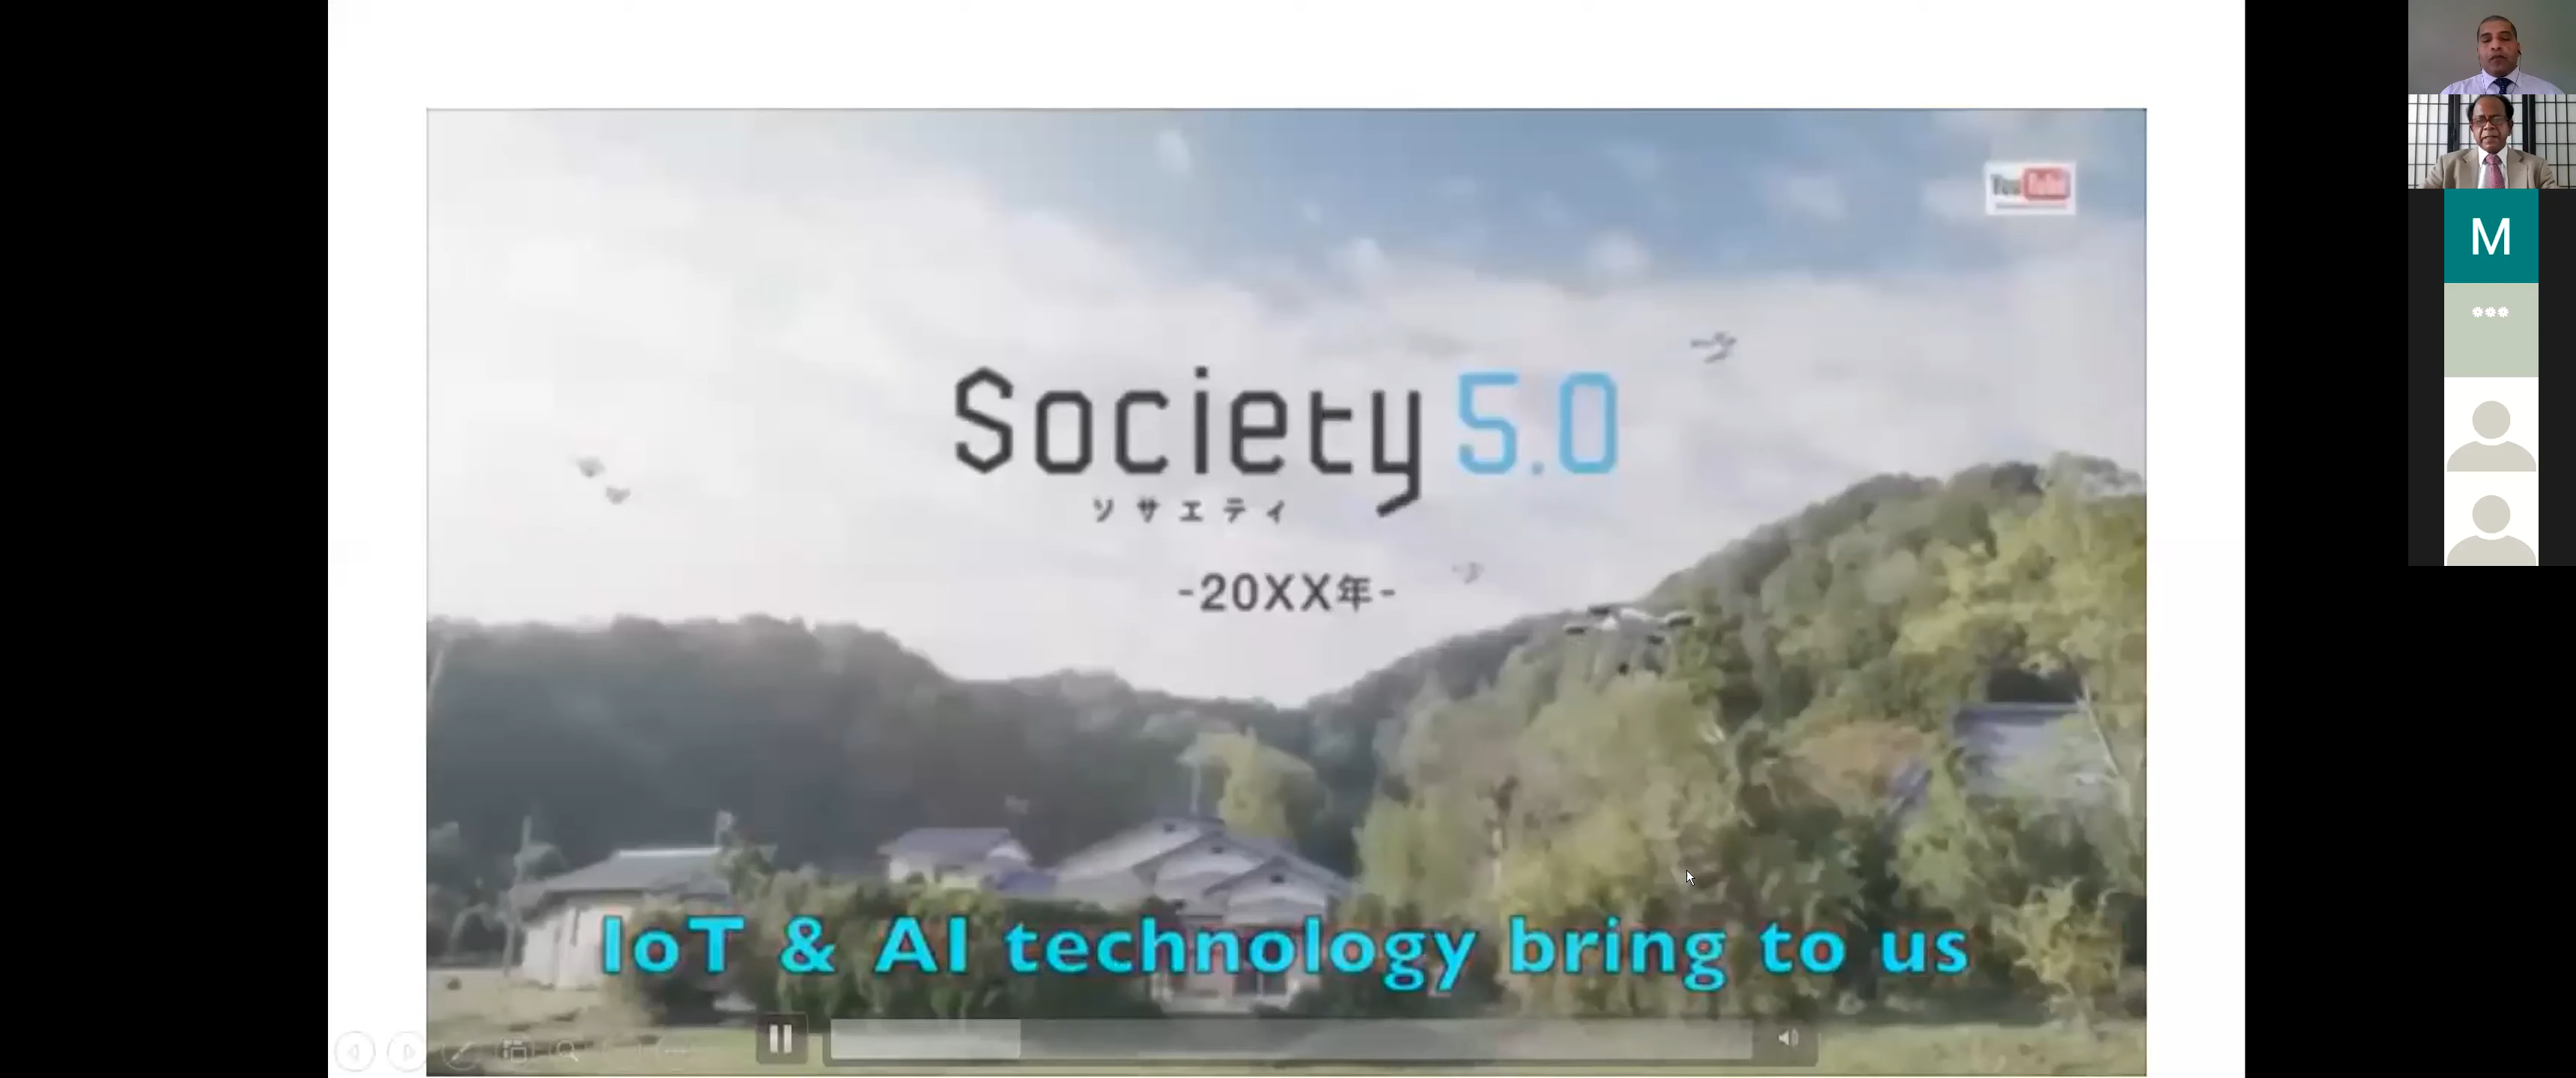 YouTube
Society 5.0
ソサエティ
-20XX年-
IoT & AI technology bring to us
M